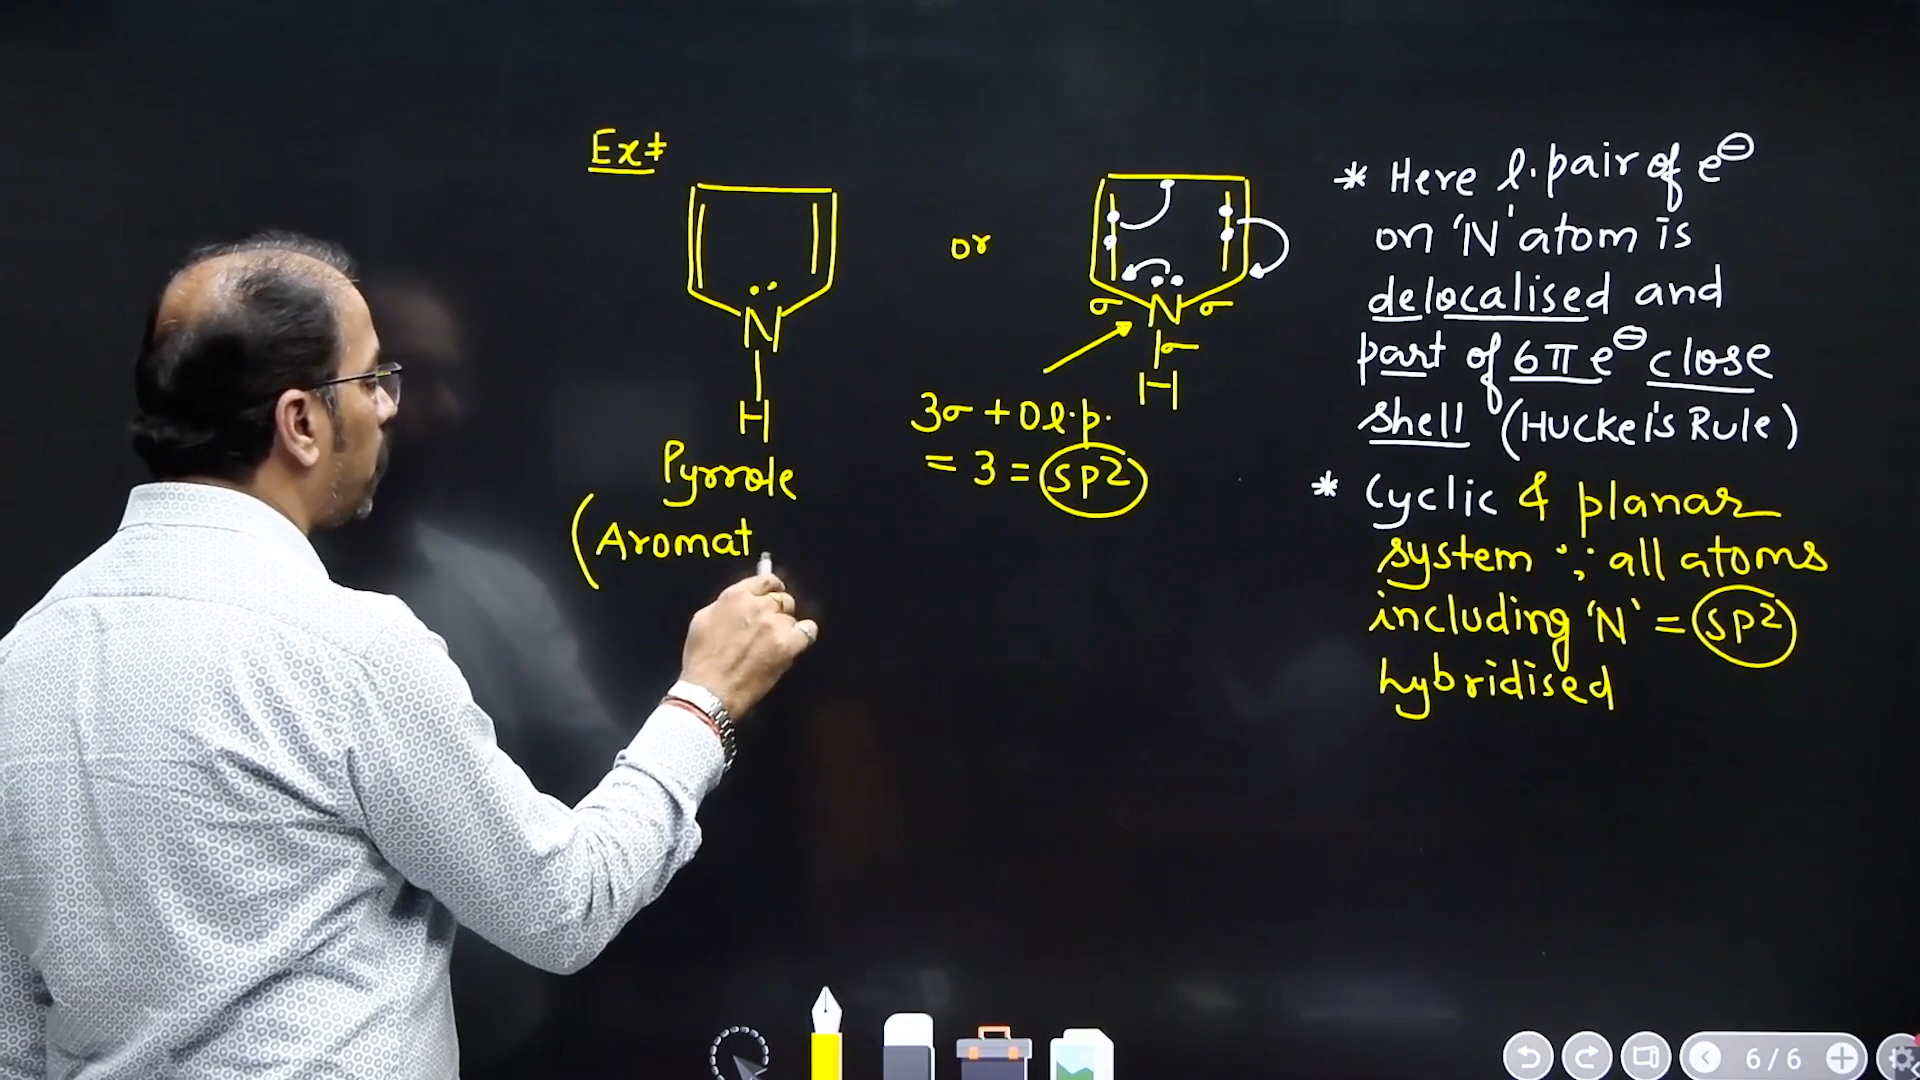 Ex:
N
H
Pyrrole
(Aromat
or
σ N σ
σ
H
3σ + 0 l.p.
= 3 = sp2
* Here l.pair of e⊖
on 'N' atom is
delocalised and
part of 6π e⊖ close
shell (Huckel's Rule)
* Cyclic & planar
system ∵ all atoms
including 'N' = sp2
hybridised
6/6